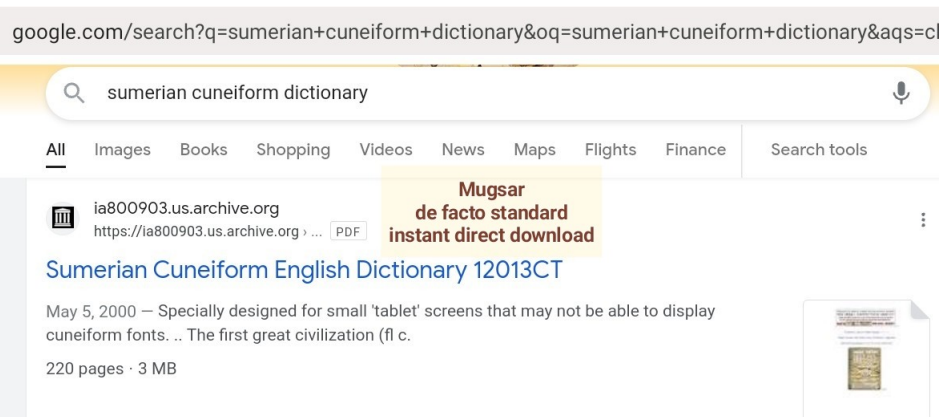 google.com/search?q=sumerian+cuneiform+dictionary&oq=sumerian+cuneiform+dictionary&aqs=cl
sumerian cuneiform dictionary
All Images Books Shopping Videos News Maps Flights Finance Search tools
Mugsar
de facto standard
instant direct download
ia800903.us.archive.org
https://ia800903.us.archive.org › ... PDF
Sumerian Cuneiform English Dictionary 12013CT
May 5, 2000 — Specially designed for small 'tablet' screens that may not be able to display
cuneiform fonts. .. The first great civilization (fl c.
220 pages · 3 MB